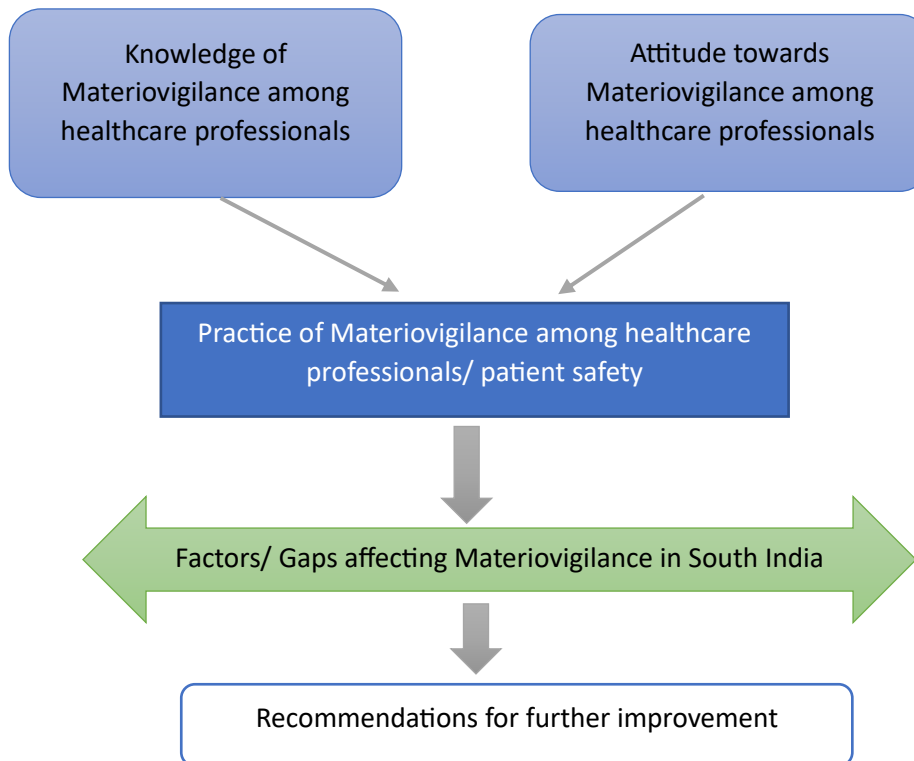 Knowledge of
Materiovigilance among
healthcare professionals
Attitude towards
Materiovigilance among
healthcare professionals
Practice of Materiovigilance among healthcare
professionals/ patient safety
Factors/ Gaps affecting Materiovigilance in South India
Recommendations for further improvement